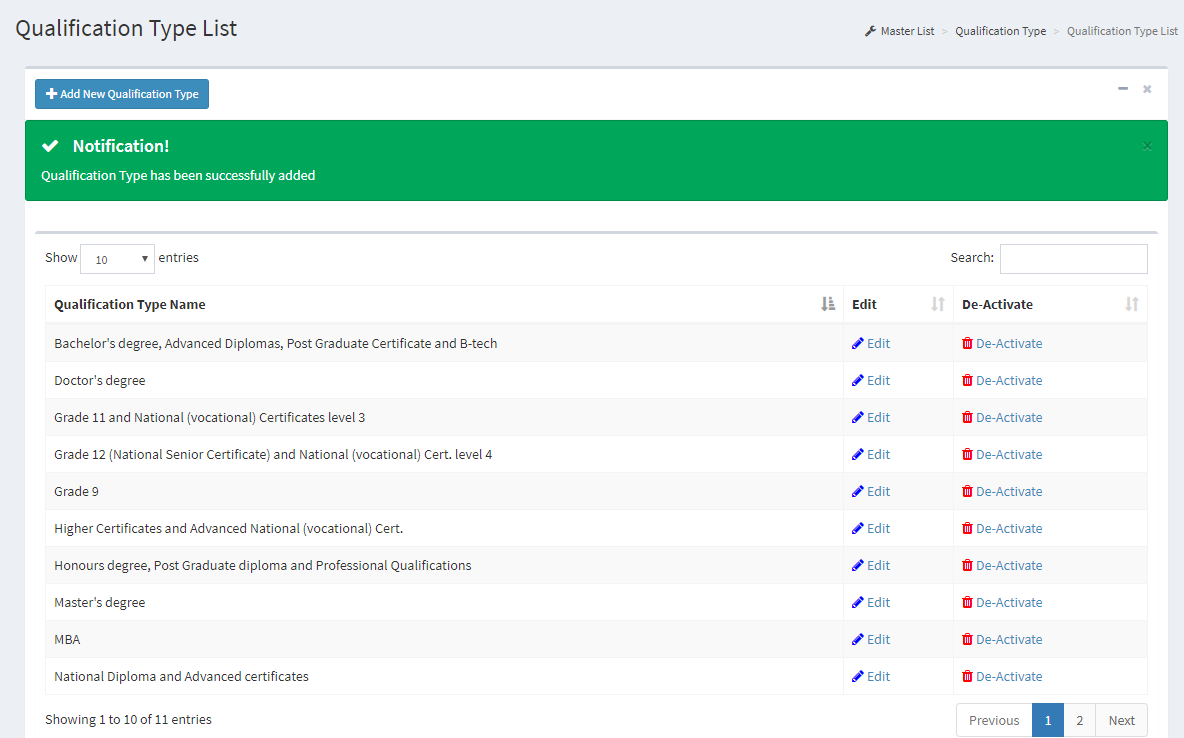 Qualification Type List
Master List > Qualification Type > Qualification Type List
Add New Qualification Type
Notification!
Qualification Type has been successfully added
Show 10 entries Search:
Qualification Type Name Edit De-Activate
Bachelor's degree, Advanced Diplomas, Post Graduate Certificate and B-tech Edit De-Activate
Doctor's degree Edit De-Activate
Grade 11 and National (vocational) Certificates level 3 Edit De-Activate
Grade 12 (National Senior Certificate) and National (vocational) Cert. level 4 Edit De-Activate
Grade 9 Edit De-Activate
Higher Certificates and Advanced National (vocational) Cert. Edit De-Activate
Honours degree, Post Graduate diploma and Professional Qualifications Edit De-Activate
Master's degree Edit De-Activate
MBA Edit De-Activate
National Diploma and Advanced certificates Edit De-Activate
Showing 1 to 10 of 11 entries Previous 1 2 Next